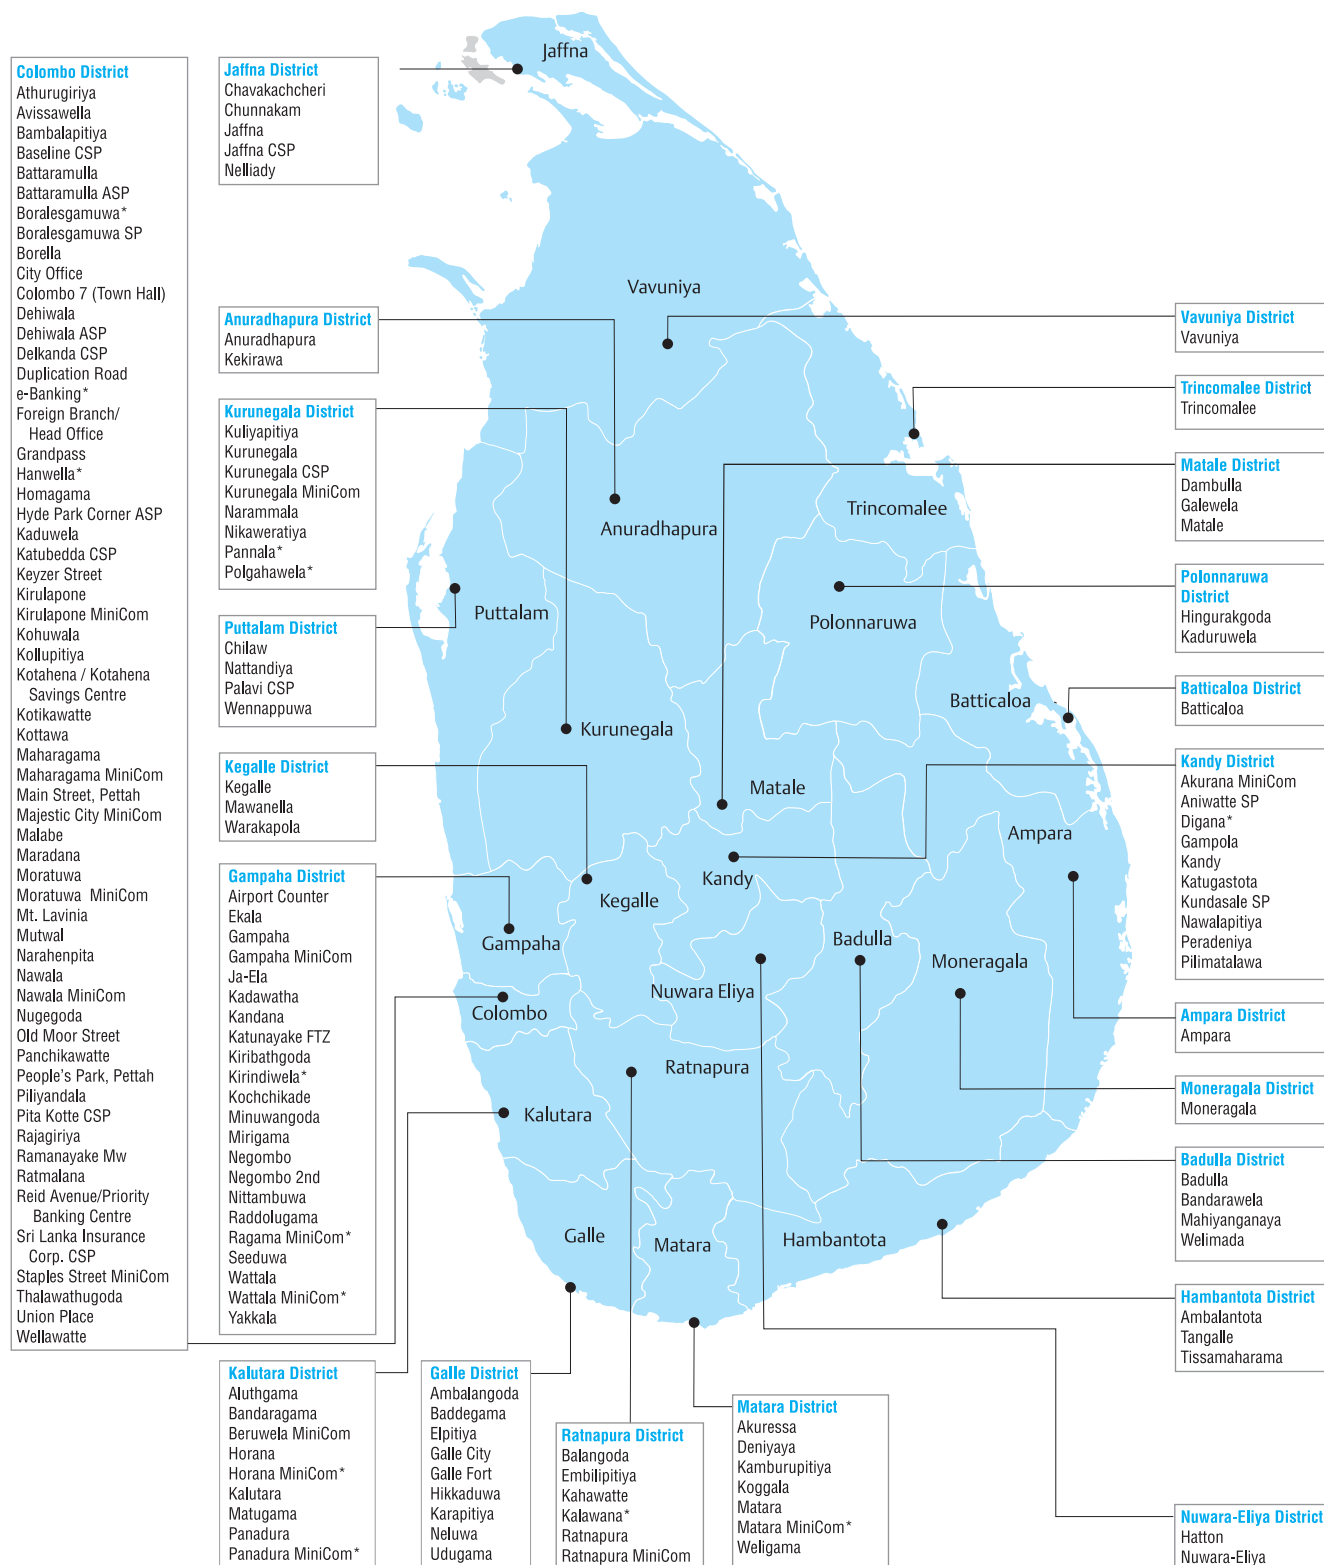 Colombo District
Athurugiriya
Avissawella
Bambalapitiya
Baseline CSP
Battaramulla
Battaramulla ASP
Boralesgamuwa*
Boralesgamuwa SP
Borella
City Office
Colombo 7 (Town Hall)
Dehiwala
Dehiwala ASP
Delkanda CSP
Duplication Road
e-Banking*
Foreign Branch/
Head Office
Grandpass
Hanwella*
Homagama
Hyde Park Corner ASP
Kaduwela
Katubedda CSP
Keyzer Street
Kirulapone
Kirulapone MiniCom
Kohuwala
Kollupitiya
Kotahena / Kotahena
Savings Centre
Kotikawatte
Kottawa
Maharagama
Maharagama MiniCom
Main Street, Pettah
Majestic City MiniCom
Malabe
Maradana
Moratuwa
Moratuwa MiniCom
Mt. Lavinia
Mutwal
Narahenpita
Nawala
Nawala MiniCom
Nugegoda
Old Moor Street
Panchikawatte
People's Park, Pettah
Piliyandala
Pita Kotte CSP
Rajagiriya
Ramanayake Mw
Ratmalana
Reid Avenue/Priority
Banking Centre
Sri Lanka Insurance
Corp. CSP
Staples Street MiniCom
Thalawathugoda
Union Place
Wellawatte
Jaffna District
Chavakachcheri
Chunnakam
Jaffna
Jaffna CSP
Nelliady
Anuradhapura District
Anuradhapura
Kekirawa
Kurunegala District
Kuliyapitiya
Kurunegala
Kurunegala CSP
Kurunegala MiniCom
Narammala
Nikaweratiya
Pannala*
Polgahawela*
Puttalam District
Chilaw
Nattandiya
Palavi CSP
Wennappuwa
Kegalle District
Kegalle
Mawanella
Warakapola
Gampaha District
Airport Counter
Ekala
Gampaha
Gampaha MiniCom
Ja-Ela
Kadawatha
Kandana
Katunayake FTZ
Kiribathgoda
Kirindiwela*
Kochchikade
Minuwangoda
Mirigama
Negombo
Negombo 2nd
Nittambuwa
Raddolugama
Ragama MiniCom*
Seeduwa
Wattala
Wattala MiniCom*
Yakkala
Kalutara District
Aluthgama
Bandaragama
Beruwela MiniCom
Horana
Horana MiniCom*
Kalutara
Matugama
Panadura
Panadura MiniCom*
Galle District
Ambalangoda
Baddegama
Elpitiya
Galle City
Galle Fort
Hikkaduwa
Karapitiya
Neluwa
Udugama
Ratnapura District
Balangoda
Embilipitiya
Kahawatte
Kalawana*
Ratnapura
Ratnapura MiniCom
Matara District
Akuressa
Deniyaya
Kamburupitiya
Koggala
Matara
Matara MiniCom*
Weligama
Jaffna
Vavuniya
Anuradhapura
Trincomalee
Puttalam
Polonnaruwa
Batticaloa
Kurunegala
Matale
Ampara
Kandy
Kegalle
Gampaha
Badulla
Moneragala
Nuwara Eliya
Colombo
Ratnapura
Kalutara
Galle
Matara
Hambantota
Vavuniya District
Vavuniya
Trincomalee District
Trincomalee
Matale District
Dambulla
Galewela
Matale
Polonnaruwa
District
Hingurakgoda
Kaduruwela
Batticaloa District
Batticaloa
Kandy District
Akurana MiniCom
Aniwatte SP
Digana*
Gampola
Kandy
Katugastota
Kundasale SP
Nawalapitiya
Peradeniya
Pilimatalawa
Ampara District
Ampara
Moneragala District
Moneragala
Badulla District
Badulla
Bandarawela
Mahiyanganaya
Welimada
Hambantota District
Ambalantota
Tangalle
Tissamaharama
Nuwara-Eliya District
Hatton
Nuwara-Eliya